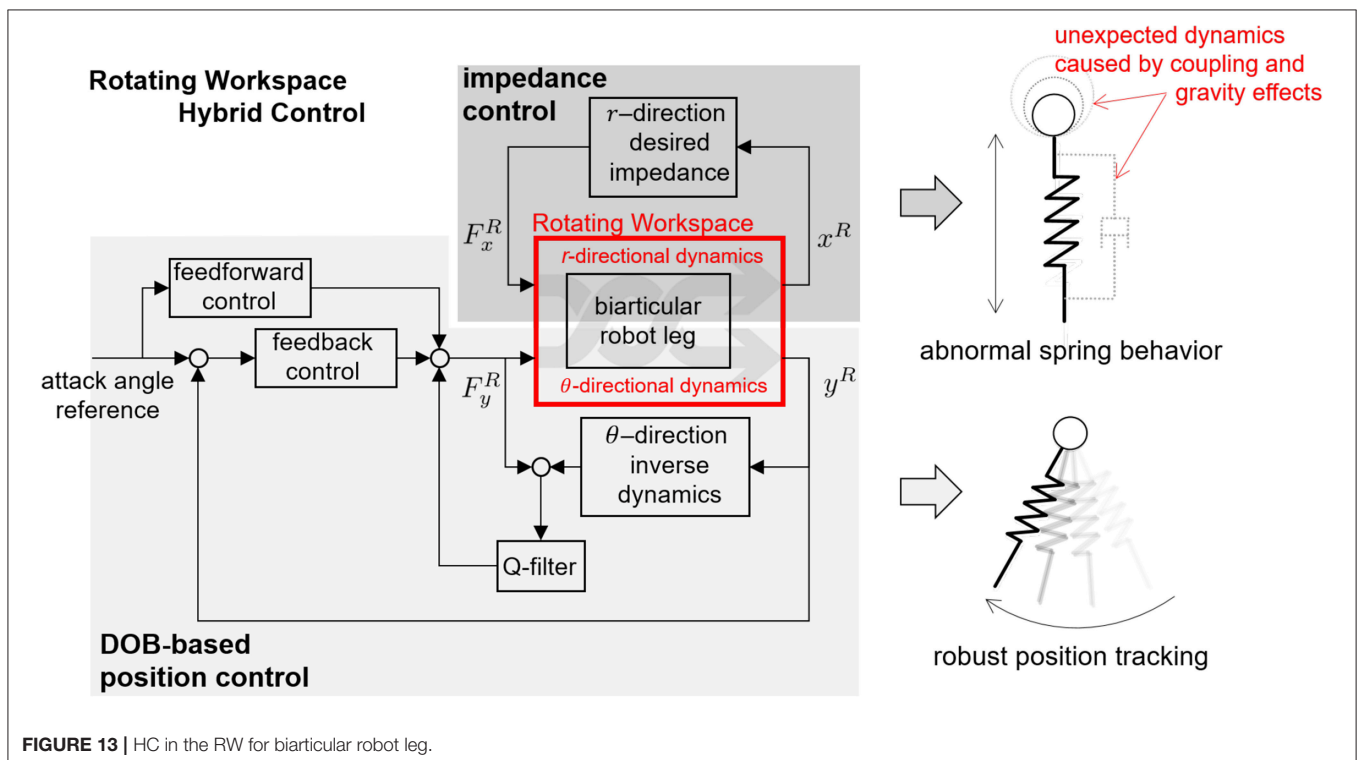 Rotating Workspace
Hybrid Control
impedance
control
r-direction
desired
impedance
F_x^R
x^R
Rotating Workspace
r-directional dynamics
biarticular
robot leg
θ-directional dynamics
feedforward
control
feedback
control
attack angle
reference
F_y^R
y^R
θ–direction
inverse
dynamics
Q-filter
DOB-based
position control
unexpected dynamics
caused by coupling and
gravity effects
abnormal spring behavior
robust position tracking
FIGURE 13 | HC in the RW for biarticular robot leg.